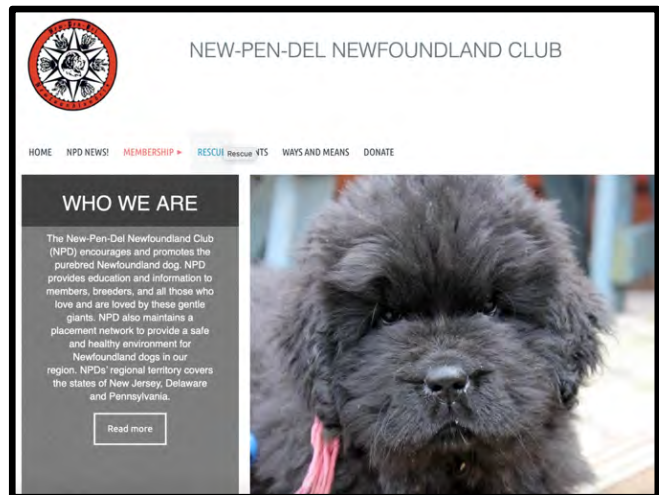 NEW-PEN-DEL NEWFOUNDLAND CLUB
HOME NPD NEWS! MEMBERSHIP ▸ RESCUE Rescue NTS WAYS AND MEANS DONATE
WHO WE ARE
The New-Pen-Del Newfoundland Club
(NPD) encourages and promotes the
purebred Newfoundland dog. NPD
provides education and information to
members, breeders, and all those who
love and are loved by these gentle
giants. NPD also maintains a
placement network to provide a safe
and healthy environment for
Newfoundland dogs in our
region. NPDs' regional territory covers
the states of New Jersey, Delaware
and Pennsylvania.
Read more